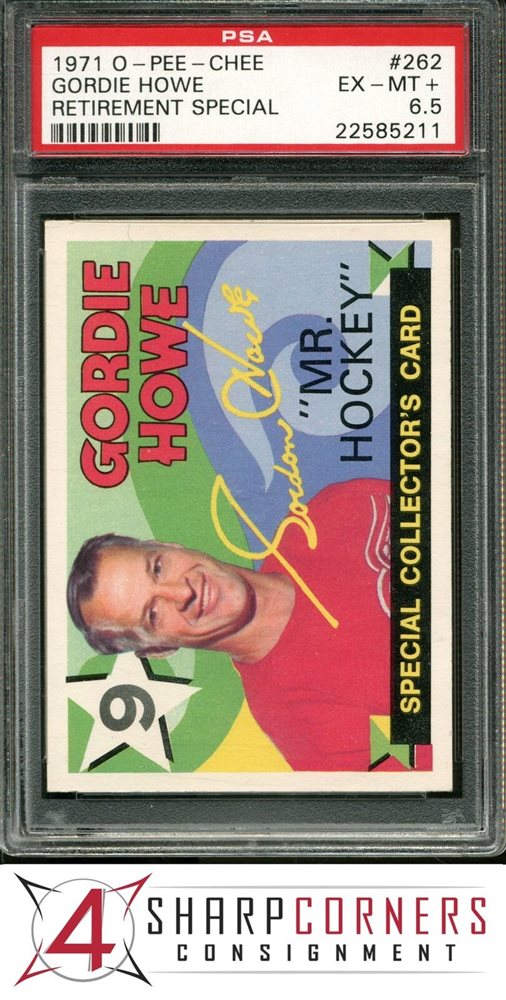 PSA
1971 O-PEE-CHEE #262
GORDIE HOWE EX-MT+
RETIREMENT SPECIAL 6.5
22585211
GORDIE
HOWE
Gordon Howe
"MR.
HOCKEY"
SPECIAL COLLECTOR'S CARD
9
4 SHARPCORNERS
CONSIGNMENT